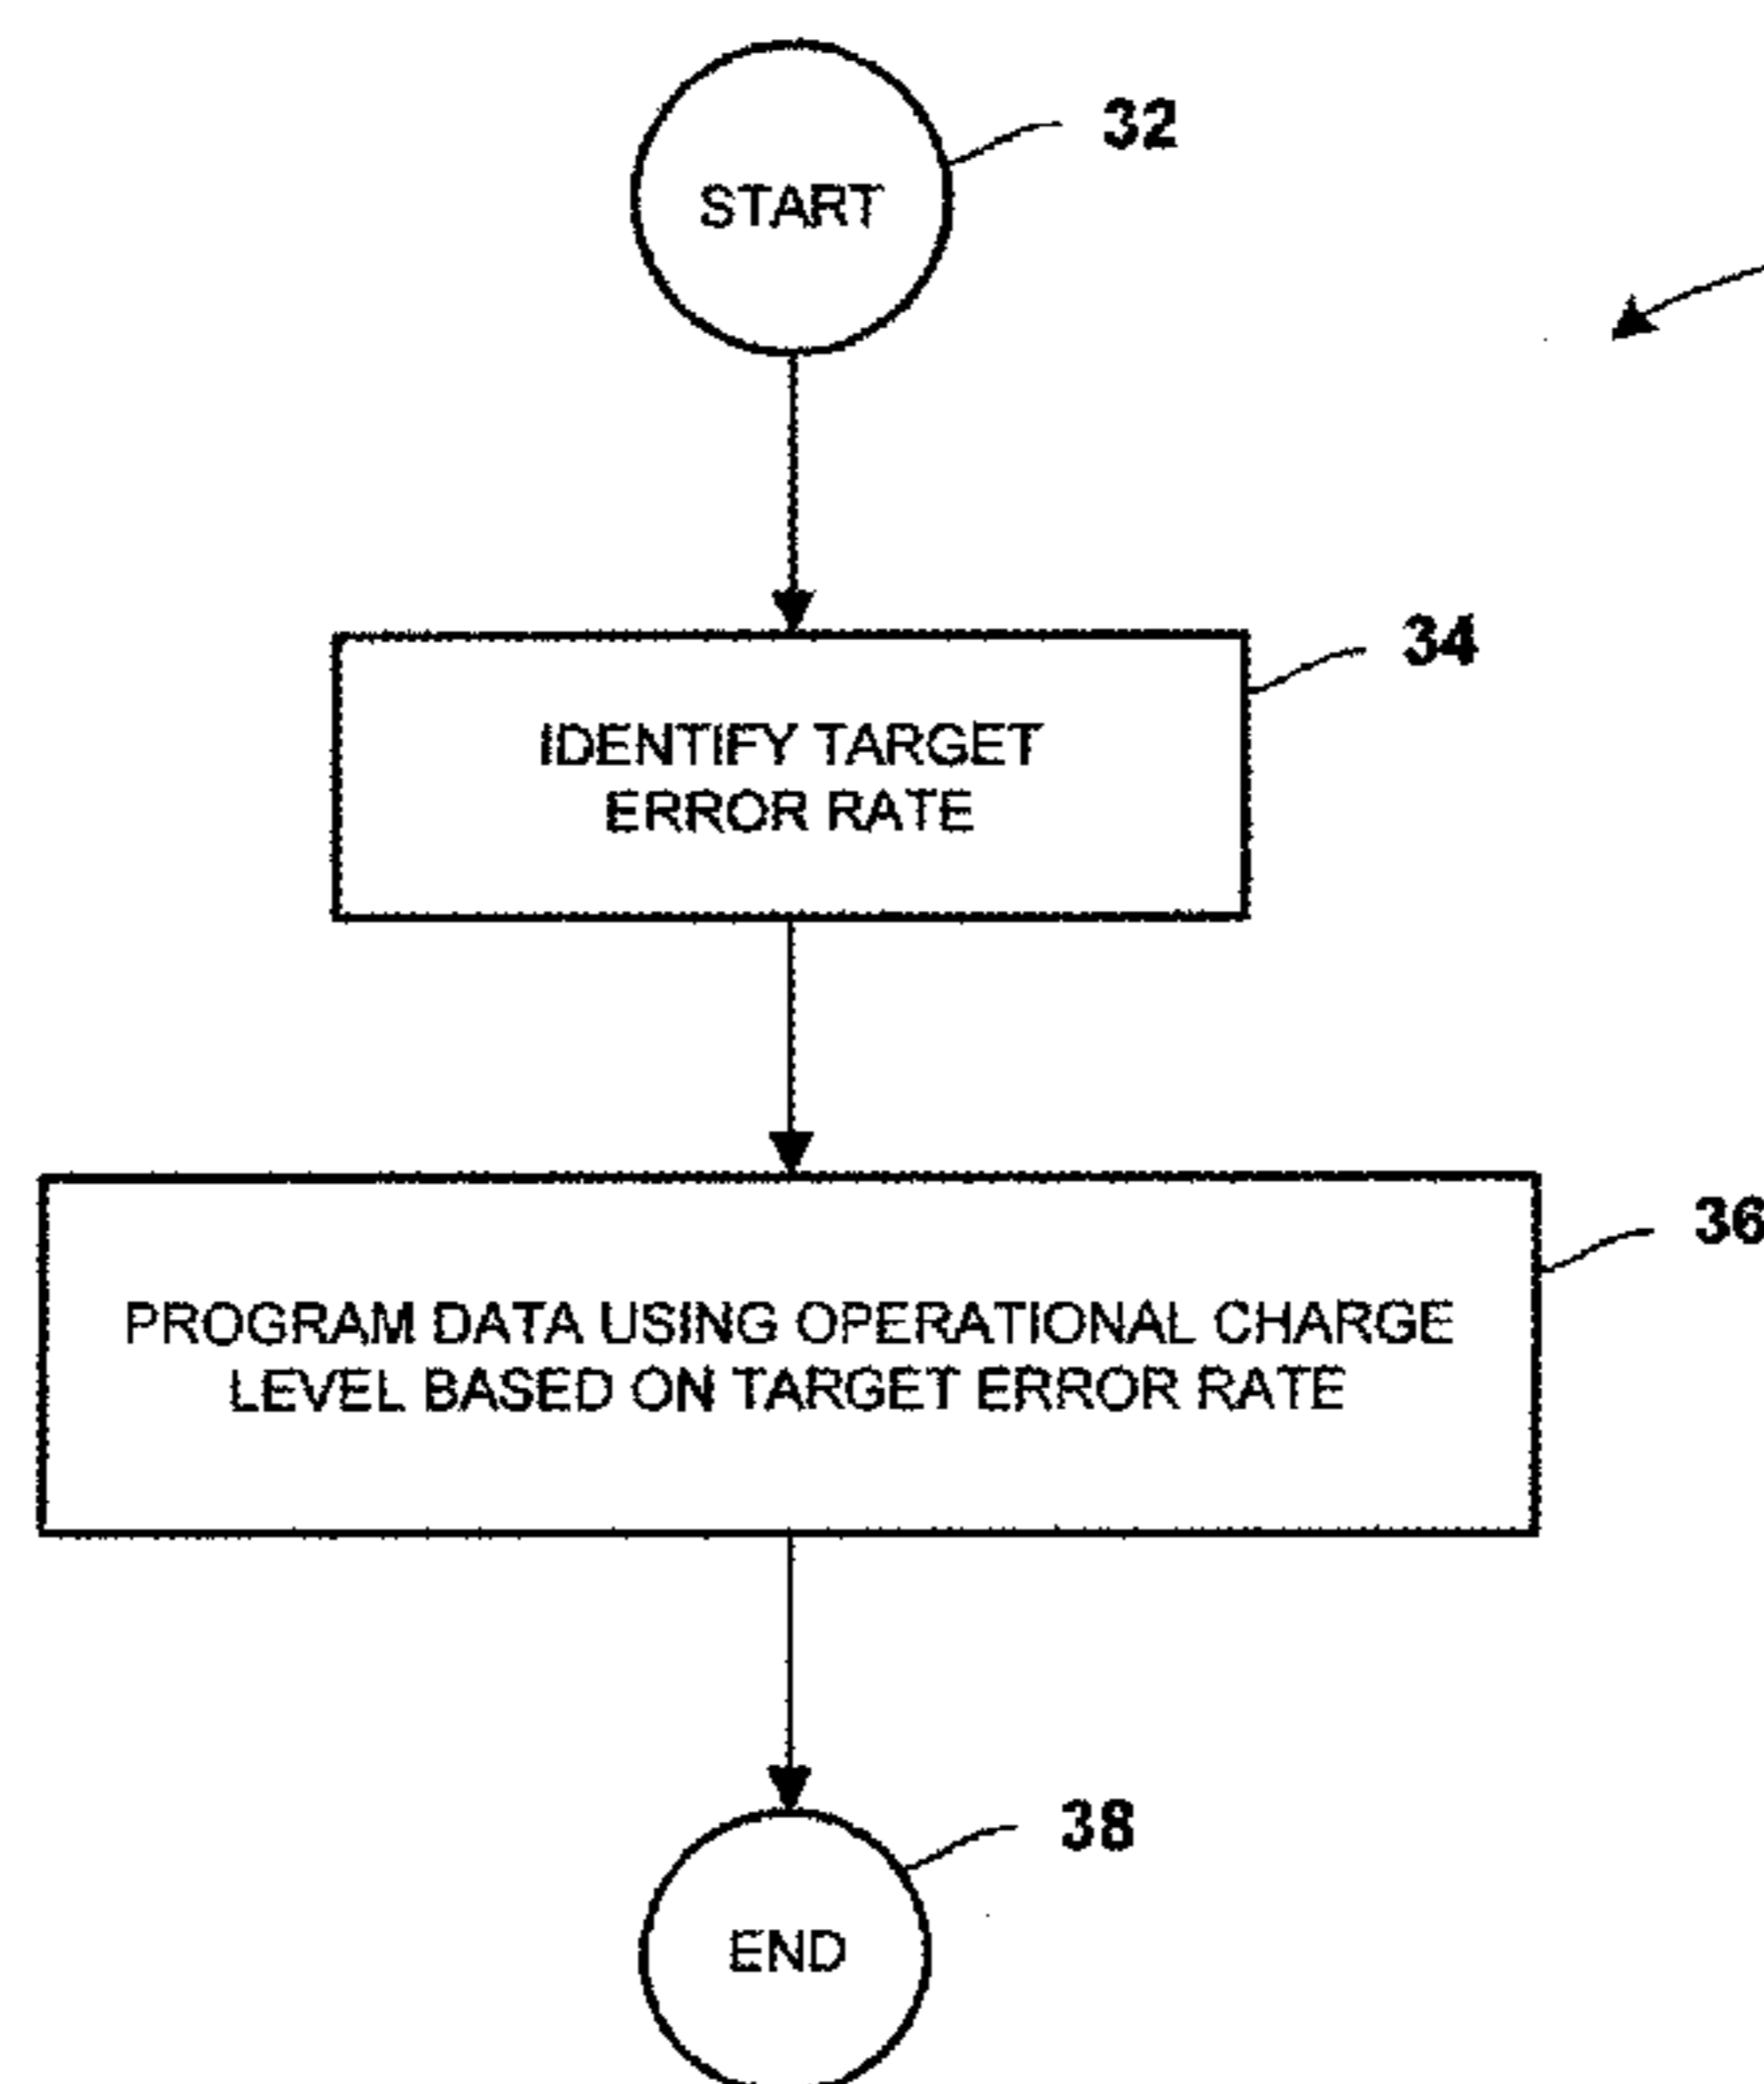 32
START
34
IDENTIFY TARGET
ERROR RATE
36
PROGRAM DATA USING OPERATIONAL CHARGE
LEVEL BASED ON TARGET ERROR RATE
38
END